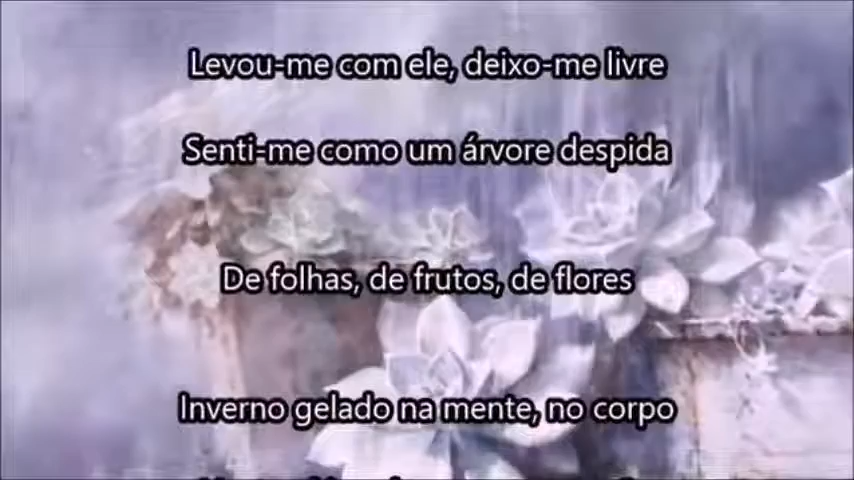 Levou-me com ele, deixo-me livre
Senti-me como um árvore despida
De folhas, de frutos, de flores
Inverno gelado na mente, no corpo